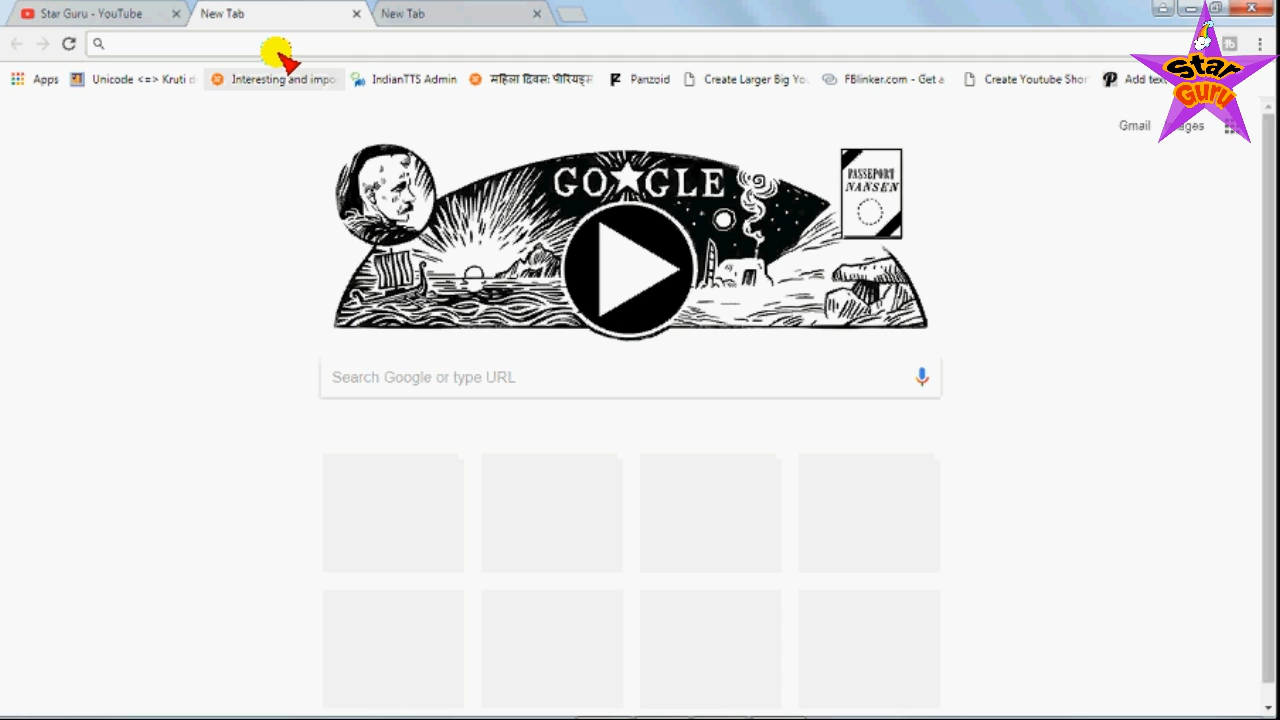 Star Guru - YouTube
New Tab
New Tab
Apps
Unicode <=> Kruti d
Interesting and impo
IndianTTS Admin
महिला दिवस: पीरियड्स
Panzoid
Create Larger Big Yo
FBlinker.com - Get a
Create Youtube Shor
Add tex
Star
Guru
Gmail
ages
GOOGLE
PASSEPORT
NANSEN
Search Google or type URL